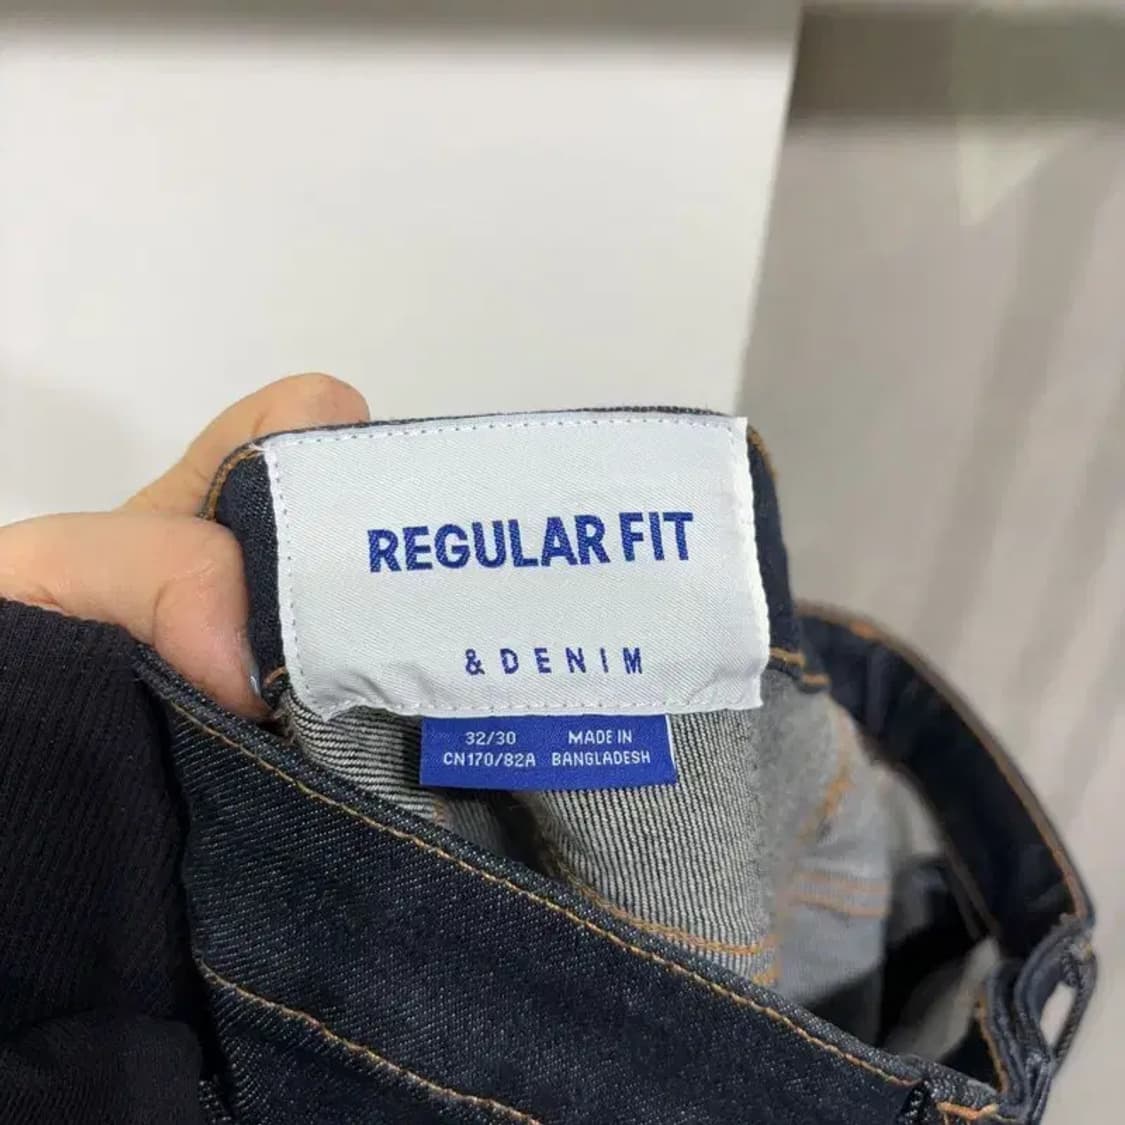 REGULAR FIT
& DENIM
32/30 MADE IN
CN170/82A BANGLADESH